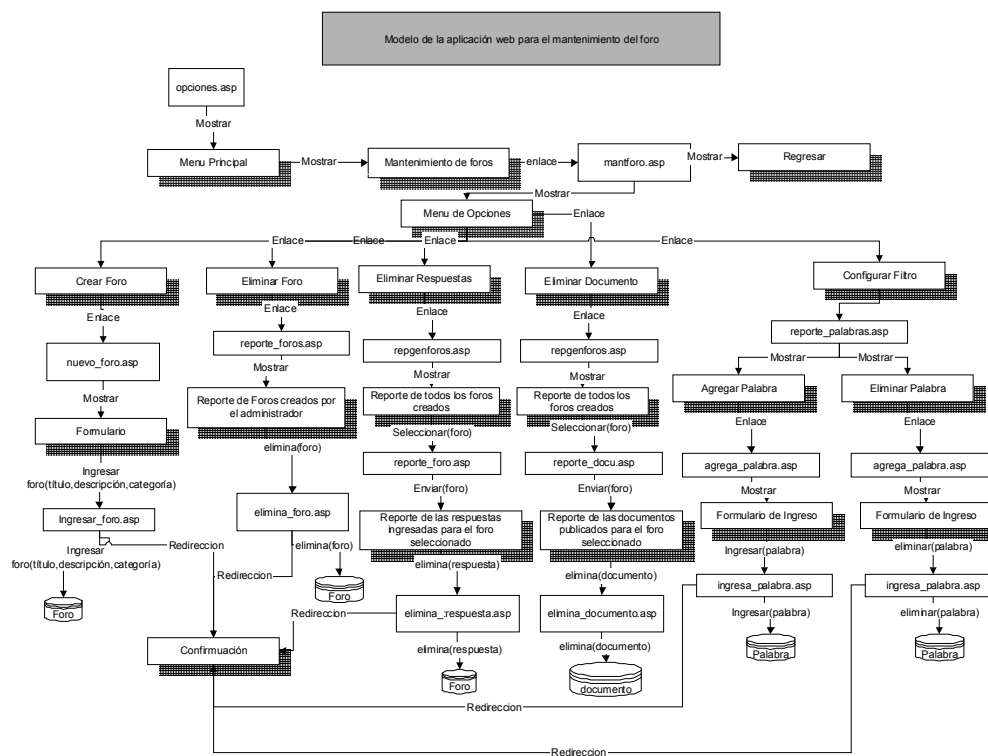 Modelo de la aplicación web para el mantenimiento del foro
opciones.asp
Mostrar
Menu Principal
Mostrar
Mantenimiento de foros
enlace
mantforo.asp
Mostrar
Regresar
Mostrar
Menu de Opciones
Enlace
Enlace
Enlace
Enlace
Enlace
Crear Foro
Eliminar Foro
Eliminar Respuestas
Eliminar Documento
Configurar Filtro
Enlace
Enlace
Enlace
Enlace
nuevo_foro.asp
reporte_foros.asp
repgenforos.asp
repgenforos.asp
reporte_palabras.asp
Mostrar
Mostrar
Mostrar
Mostrar
Mostrar
Mostrar
Agregar Palabra
Eliminar Palabra
Formulario
Reporte de Foros creados por
el administrador
Reporte de todos los foros
creados
Reporte de todos los
foros creados
Enlace
Enlace
Seleccionar(foro)
Seleccionar(foro)
Ingresar
foro(título,descripción,categoría)
elimina(foro)
reporte_foro.asp
reporte_docu.asp
agrega_palabra.asp
agrega_palabra.asp
Enviar(foro)
Enviar(foro)
Mostrar
Mostrar
Ingresar_foro.asp
elimina_foro.asp
Reporte de las respuestas
ingresadas para el foro
seleccionado
Reporte de las documentos
publicados para el foro
seleccionado
Formulario de Ingreso
Formulario de Ingreso
Ingresar
foro(título,descripción,categoría)
Redireccion
elimina(foro)
Ingresar(palabra)
eliminar(palabra)
elimina(respuesta)
elimina(documento)
Redireccion
Foro
Foro
ingresa_palabra.asp
ingresa_palabra.asp
Redireccion
elimina_:respuesta.asp
elimina_documento.asp
Ingresar(palabra)
eliminar(palabra)
Confirmuación
elimina(respuesta)
elimina(documento)
Palabra
Palabra
Foro
documento
Redireccion
Redireccion